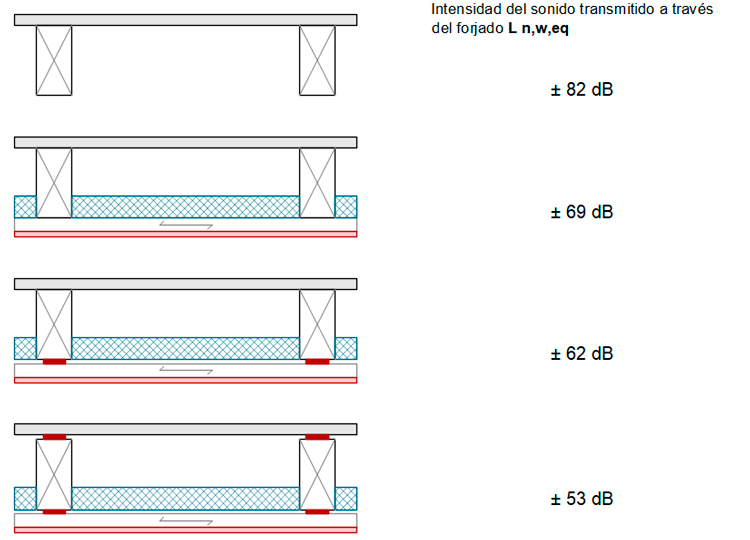 Intensidad del sonido transmitido a través
del forjado L n,w,eq
± 82 dB
± 69 dB
± 62 dB
± 53 dB